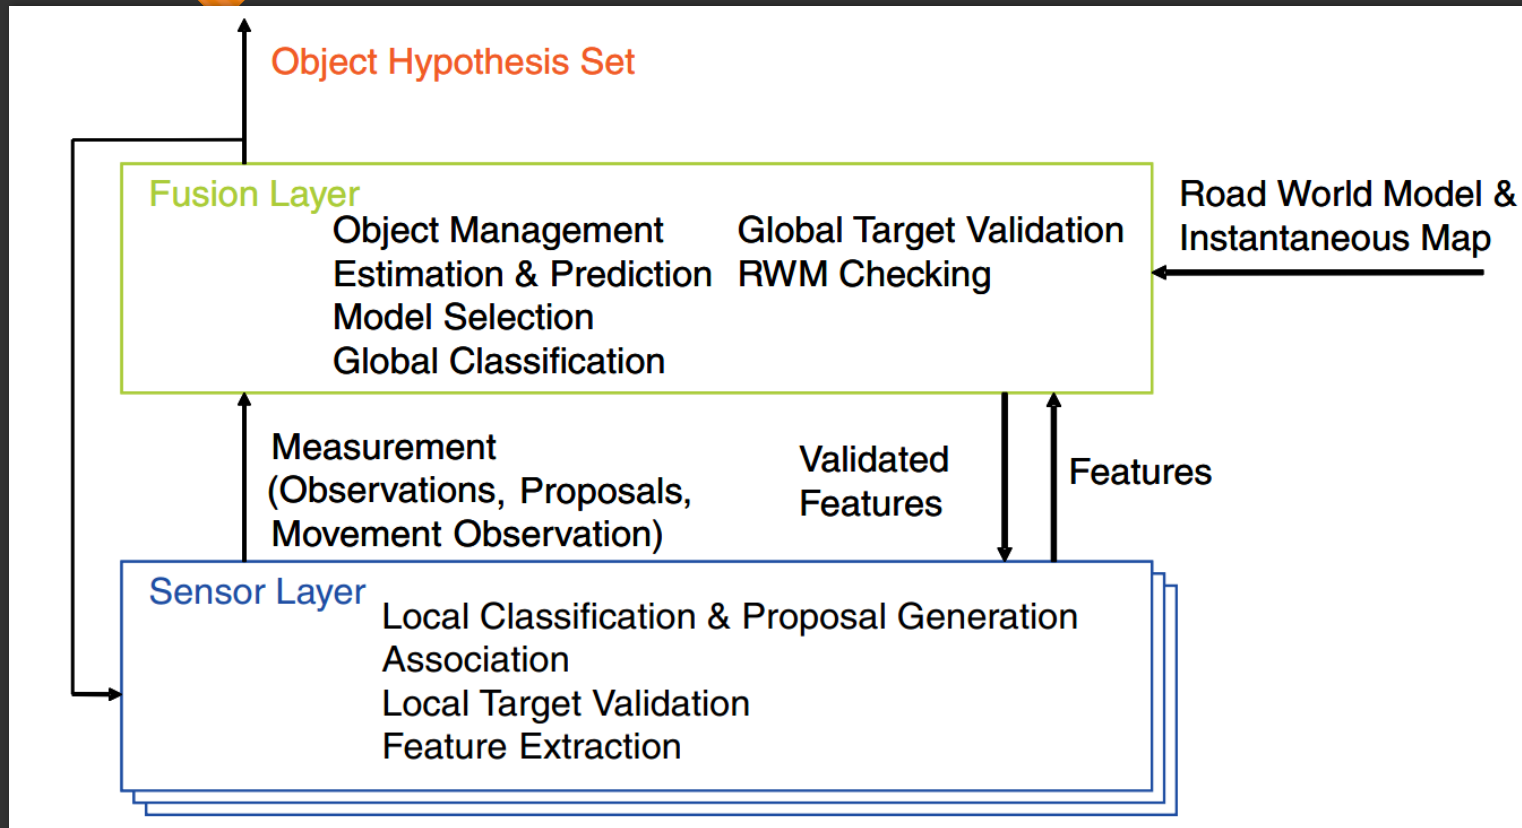 Object Hypothesis Set
Fusion Layer
Object Management
Estimation & Prediction
Model Selection
Global Classification
Global Target Validation
RWM Checking
Road World Model &
Instantaneous Map
Measurement
(Observations, Proposals,
Movement Observation)
Validated
Features
Features
Sensor Layer
Local Classification & Proposal Generation
Association
Local Target Validation
Feature Extraction